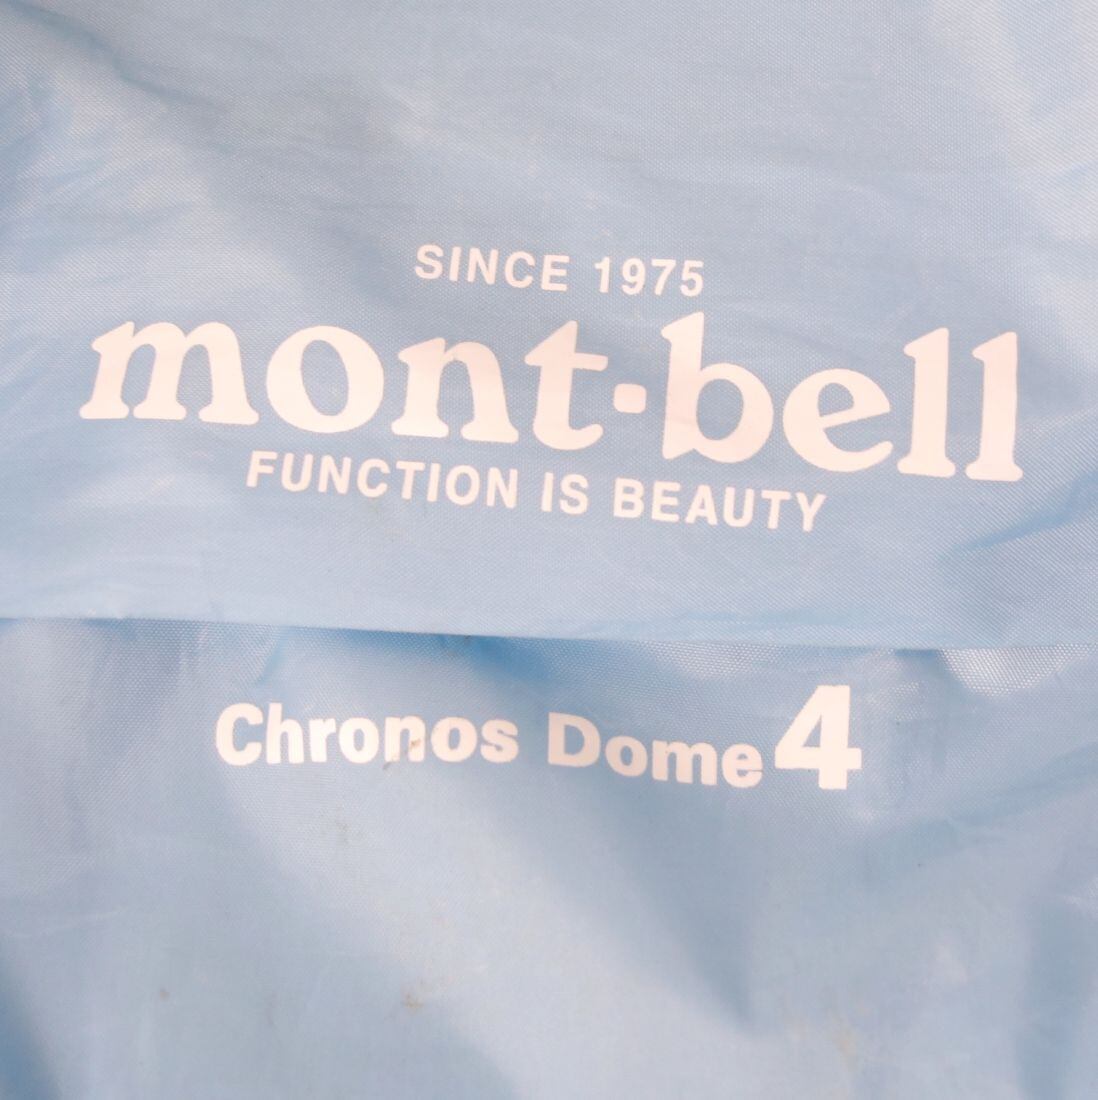 SINCE 1975
mont·bell
FUNCTION IS BEAUTY
Chronos Dome 4